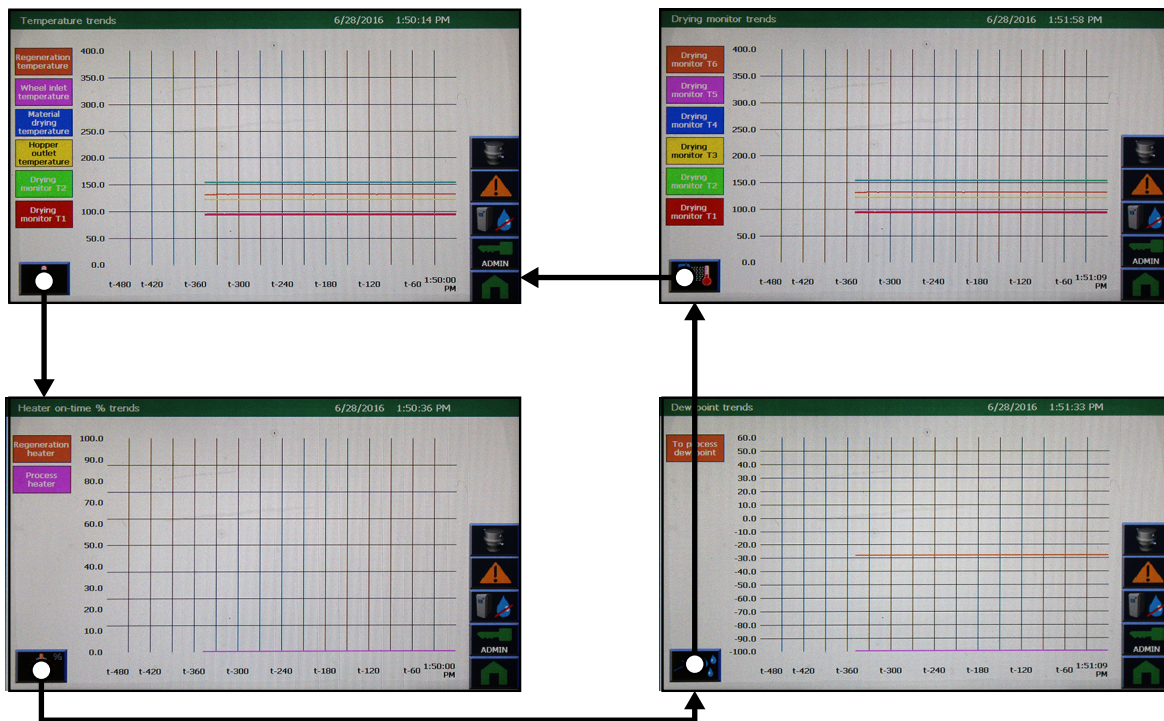 Temperature trends 6/28/2016 1:50:14 PM
Regeneration
temperature
Wheel inlet
temperature
Material
drying
temperature
Hopper
outlet
temperature
Drying
monitor T2
Drying
monitor T1
400.0
350.0
300.0
250.0
200.0
150.0
100.0
50.0
0.0
t-480 t-420 t-360 t-300 t-240 t-180 t-120 t-60 1:50:00
PM
ADMIN
Drying monitor trends 6/28/2016 1:51:58 PM
Drying
monitor T6
Drying
monitor T5
Drying
monitor T4
Drying
monitor T3
Drying
monitor T2
Drying
monitor T1
400.0
350.0
300.0
250.0
200.0
150.0
100.0
50.0
0.0
t-480 t-420 t-360 t-300 t-240 t-180 t-120 t-60 1:51:09
PM
ADMIN
Heater on-time % trends 6/28/2016 1:50:36 PM
Regeneration
heater
Process
heater
100.0
90.0
80.0
70.0
60.0
50.0
40.0
30.0
20.0
10.0
0.0
%
t-480 t-420 t-360 t-300 t-240 t-180 t-120 t-60 1:50:00
PM
ADMIN
Dew point trends 6/28/2016 1:51:33 PM
To process
dew point
60.0
50.0
40.0
30.0
20.0
10.0
0.0
-10.0
-20.0
-30.0
-40.0
-50.0
-60.0
-70.0
-80.0
-90.0
-100.0
t-480 t-420 t-360 t-300 t-240 t-180 t-120 t-60 1:51:09
PM
ADMIN